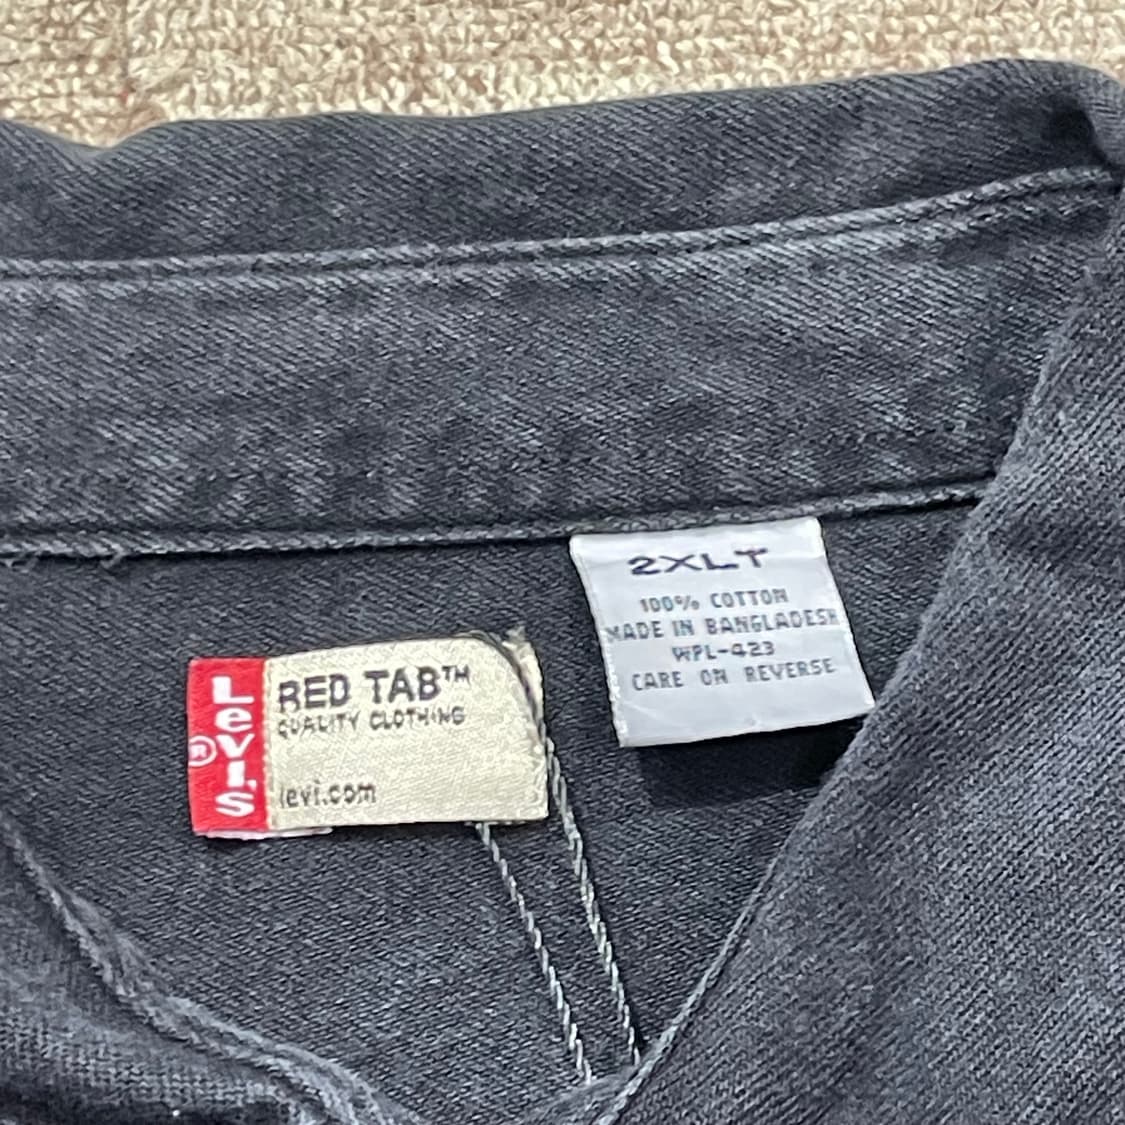 Levi's
®
RED TAB™
QUALITY CLOTHING
levi.com
2XLT
100% COTTON
MADE IN BANGLADESH
WPL-423
CARE ON REVERSE